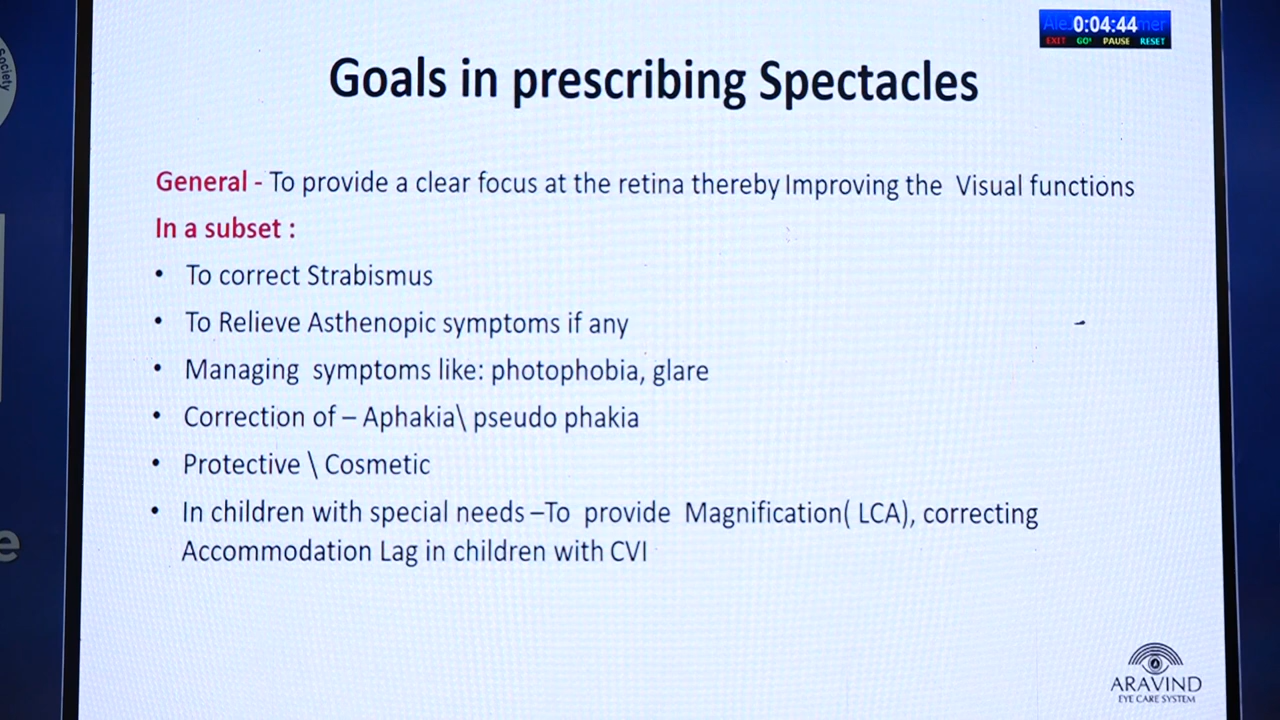 Society
0:04:44
EXIT GO! PAUSE RESET
Goals in prescribing Spectacles
General - To provide a clear focus at the retina thereby Improving the Visual functions
In a subset :
• To correct Strabismus
• To Relieve Asthenopic symptoms if any
• Managing symptoms like: photophobia, glare
• Correction of – Aphakia\ pseudo phakia
• Protective \ Cosmetic
• In children with special needs –To provide Magnification( LCA), correcting
Accommodation Lag in children with CVI
e
ARAVIND
EYE CARE SYSTEM